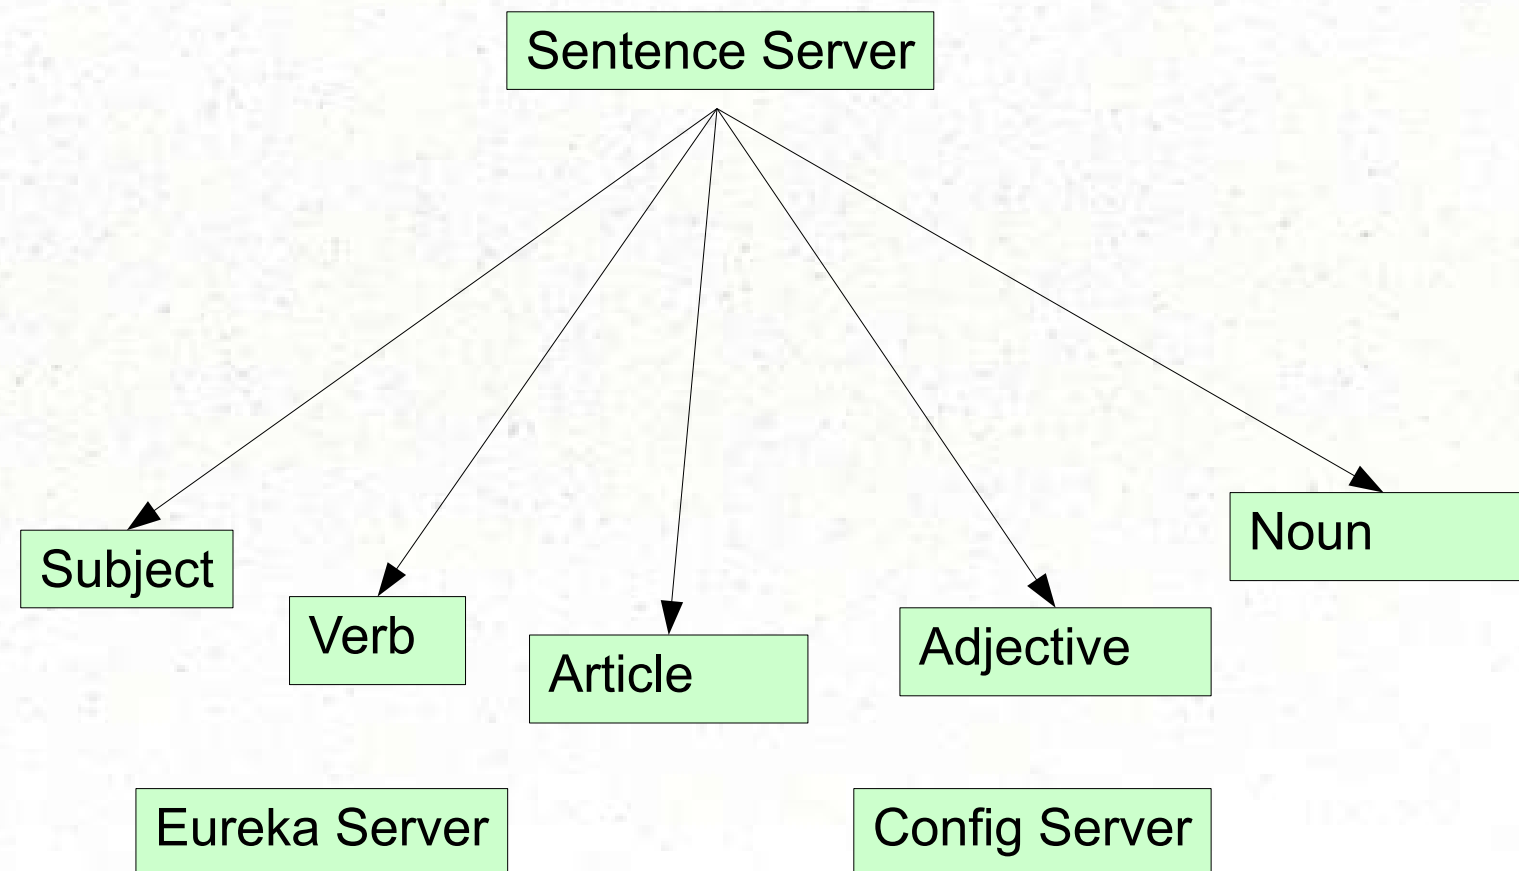 Sentence Server
Subject
Verb
Article
Adjective
Noun
Eureka Server
Config Server